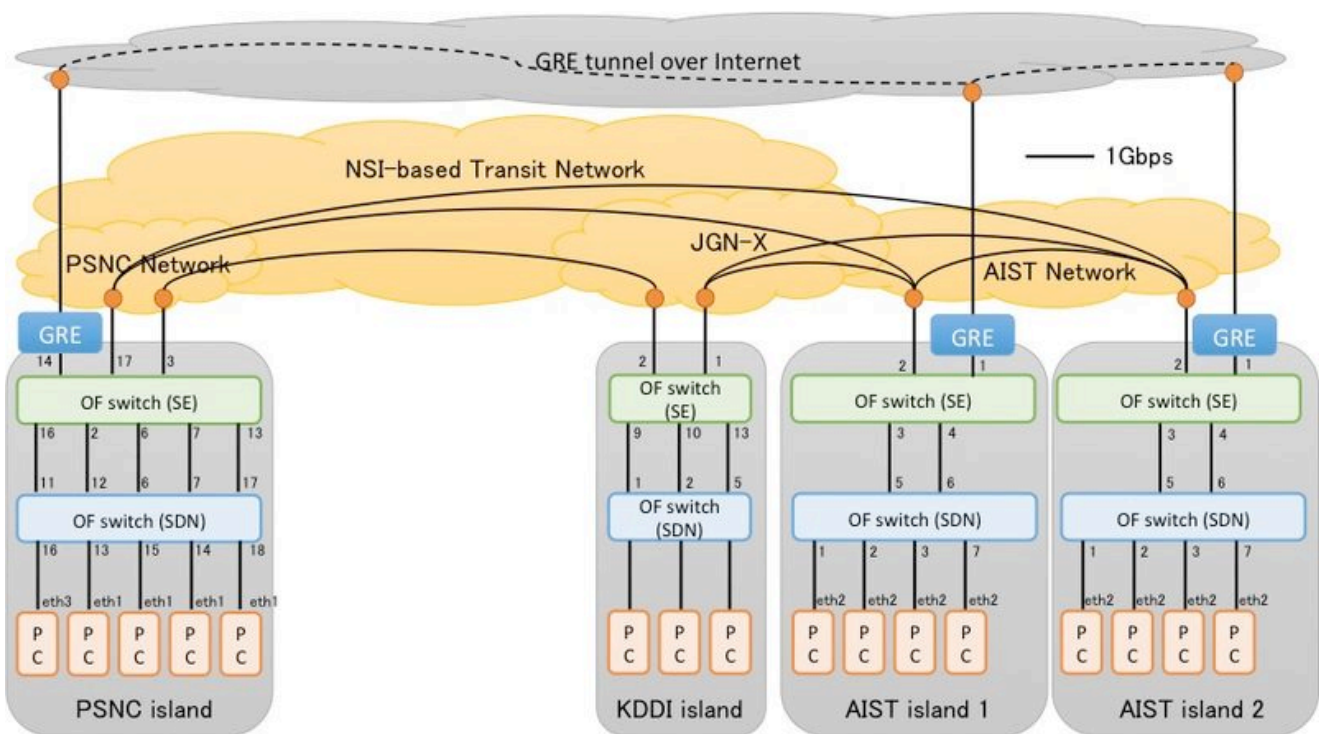 GRE tunnel over Internet
NSI-based Transit Network
1Gbps
PSNC Network
JGN-X
AIST Network
GRE
GRE
GRE
14 17 3
2 1
2 1
2 1
OF switch (SE)
OF switch
(SE)
OF switch (SE)
OF switch (SE)
16 2 6 7 13
9 10 13
3 4
3 4
11 12 6 7 17
1 2 5
5 6
5 6
OF switch (SDN)
OF switch
(SDN)
OF switch (SDN)
OF switch (SDN)
16 13 15 14 18
1 2 3 7
1 2 3 7
eth3 eth1 eth1 eth1 eth1
eth2 eth2 eth2 eth2
eth2 eth2 eth2 eth2
P P P P P
C C C C C
P P P
C C C
P P P P
C C C C
P P P P
C C C C
PSNC island
KDDI island
AIST island 1
AIST island 2